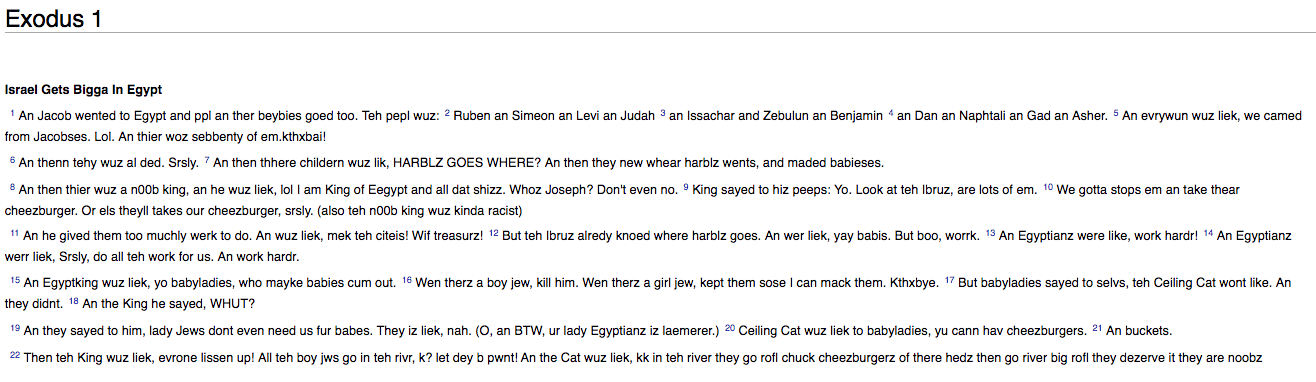 Exodus 1
Israel Gets Bigga In Egypt
1 An Jacob wented to Egypt and ppl an ther beybies goed too. Teh pepl wuz: 2 Ruben an Simeon an Levi an Judah 3 an Issachar and Zebulun an Benjamin 4 an Dan an Naphtali an Gad an Asher. 5 An evrywun wuz liek, we camed
from Jacobses. Lol. An thier woz sebbenty of em.kthxbai!
6 An thenn tehy wuz al ded. Srsly. 7 An then thhere childern wuz lik, HARBLZ GOES WHERE? An then they new whear harblz wents, and maded babieses.
8 An then thier wuz a n00b king, an he wuz liek, lol I am King of Eegypt and all dat shizz. Whoz Joseph? Don't even no. 9 King sayed to hiz peeps: Yo. Look at teh Ibruz, are lots of em. 10 We gotta stops em an take thear
cheezburger. Or els theyll takes our cheezburger, srsly. (also teh n00b king wuz kinda racist)
11 An he gived them too muchly werk to do. An wuz liek, mek teh citeis! Wif treasurz! 12 But teh Ibruz alredy knoed where harblz goes. An wer liek, yay babis. But boo, worrk. 13 An Egyptianz were like, work hardr! 14 An Egyptianz
werr liek, Srsly, do all teh work for us. An work hardr.
15 An Egyptking wuz liek, yo babyladies, who mayke babies cum out. 16 Wen therz a boy jew, kill him. Wen therz a girl jew, kept them sose I can mack them. Kthxbye. 17 But babyladies sayed to selvs, teh Ceiling Cat wont like. An
they didnt. 18 An the King he sayed, WHUT?
19 An they sayed to him, lady Jews dont even need us fur babes. They iz liek, nah. (O, an BTW, ur lady Egyptianz iz laemerer.) 20 Ceiling Cat wuz liek to babyladies, yu cann hav cheezburgers. 21 An buckets.
22 Then teh King wuz liek, evrone lissen up! All teh boy jws go in teh rivr, k? let dey b pwnt! An the Cat wuz liek, kk in teh river they go rofl chuck cheezburgerz of there hedz then go river big rofl they dezerve it they are noobz